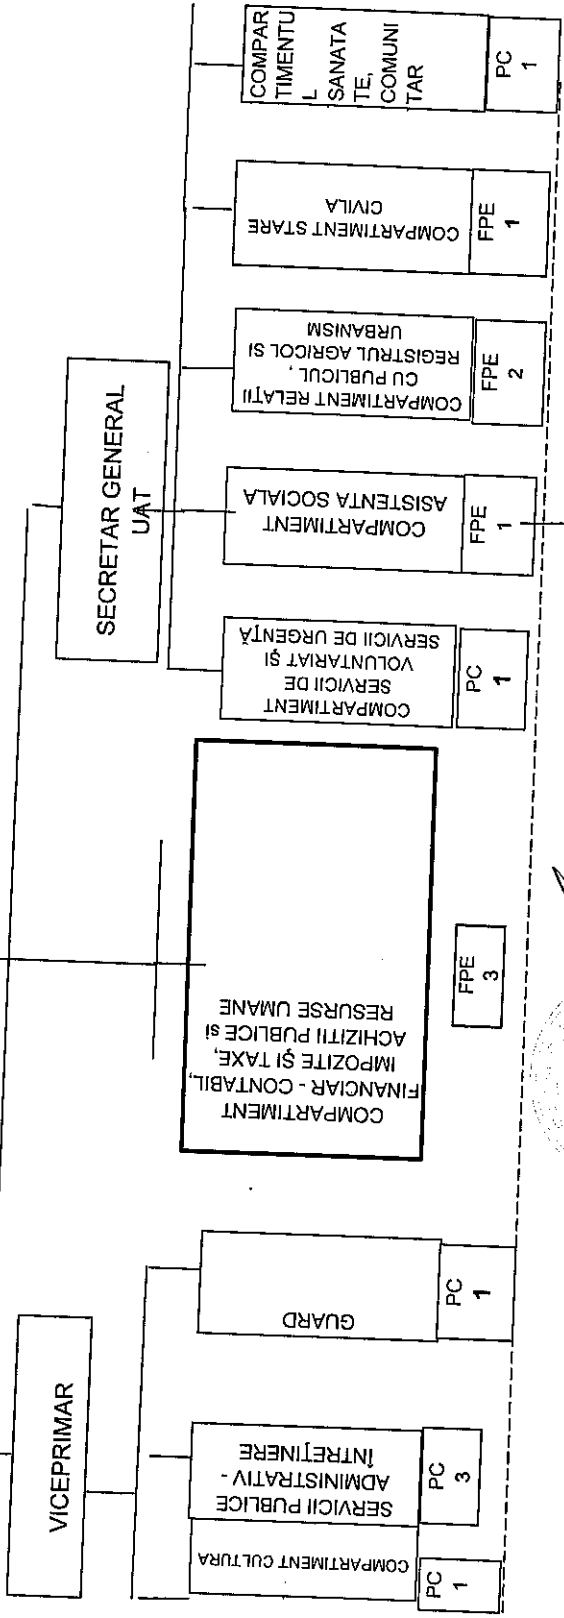 VICEPRIMAR
SECRETAR GENERAL
UAT
COMPARTIMENT CULTURA
PC
1
SERVICII PUBLICE
ADMINISTRATIV -
ÎNTREȚINERE
PC
3
GUARD
PC
1
COMPARTIMENT
FINANCIAR - CONTABIL,
IMPOZITE ȘI TAXE,
ACHIZITII PUBLICE si
RESURSE UMANE
FPE
3
COMPARTIMENT
SERVICII DE
VOLUNTARIAT ȘI
SERVICII DE URGENȚĂ
PC
1
COMPARTIMENT
ASISTENTA SOCIALA
FPE
1
COMPARTIMENT RELAȚII
CU PUBLICUL,
REGISTRUL AGRICOL SI
URBANISM
FPE
2
COMPARTIMENT STARE
CIVILA
FPE
1
COMPAR
TIMENTU
L
SANATA
TE,
COMUNI
TAR
PC
1